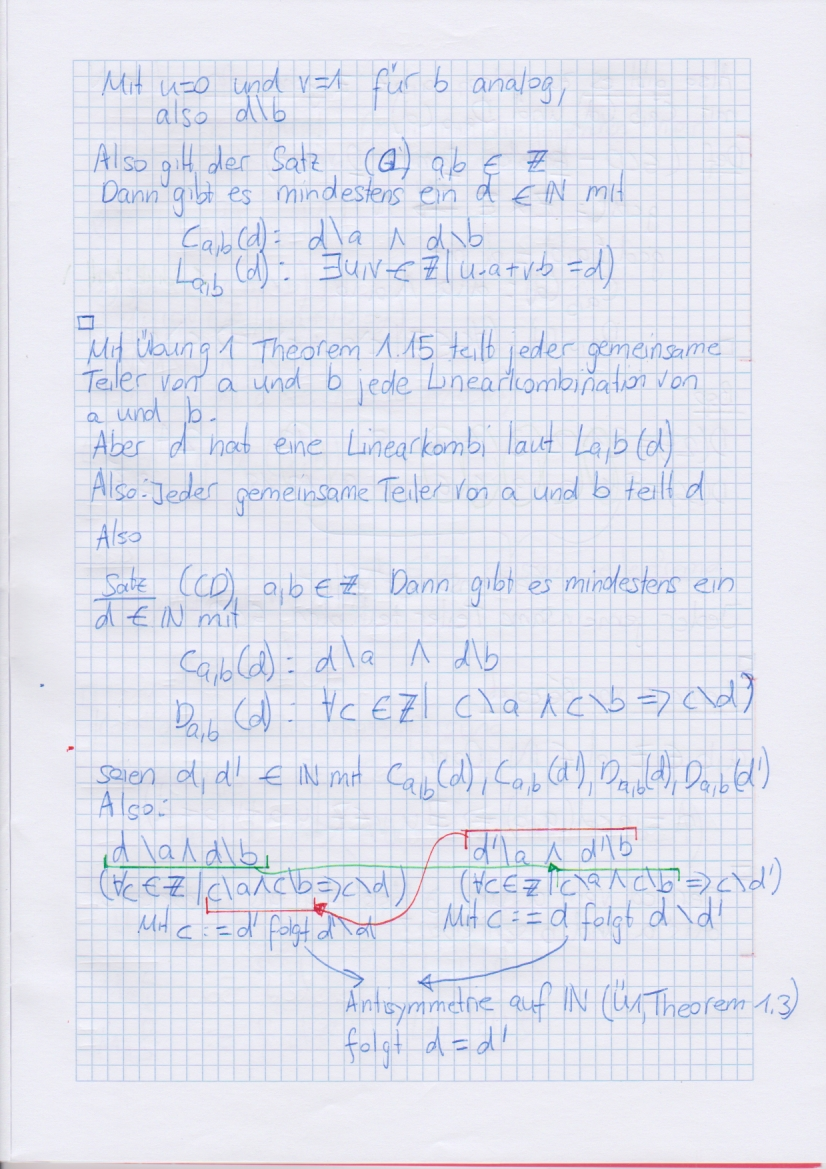 Mit u=0 und v=1 für b analog,
also d\b
Also gilt der Satz (CL) a,b ∈ ℤ
Dann gibt es mindestens ein d ∈ ℕ mit
C_{a,b}(d): d\a ∧ d\b
L_{a,b}(d): ∃u,v ∈ ℤ| u·a+v·b = d)
□
Mit Übung 1 Theorem 1.15 teilt jeder gemeinsame
Teiler von a und b jede Linearkombination von
a und b.
Aber d hat eine Linearkombi laut L_{a,b}(d)
Also: Jeder gemeinsame Teiler von a und b teilt d
Also
Satz (CD), a,b ∈ ℤ Dann gibt es mindestens ein
d ∈ ℕ mit
C_{a,b}(d): d\a ∧ d\b
D_{a,b}(d): ∀c ∈ ℤ| c\a ∧ c\b ⇒ c\d)
seien d, d' ∈ ℕ mit C_{a,b}(d), C_{a,b}(d'), D_{a,b}(d), D_{a,b}(d')
Also:
d\a ∧ d\b d'\a ∧ d'\b
(∀c ∈ ℤ | c\a ∧ c\b ⇒ c\d) (∀c ∈ ℤ | c\a ∧ c\b ⇒ c\d')
Mit c := d' folgt d'\d Mit c := d folgt d\d'
Antisymmetrie auf ℕ (Ü1, Theorem 1.3)
folgt d = d'